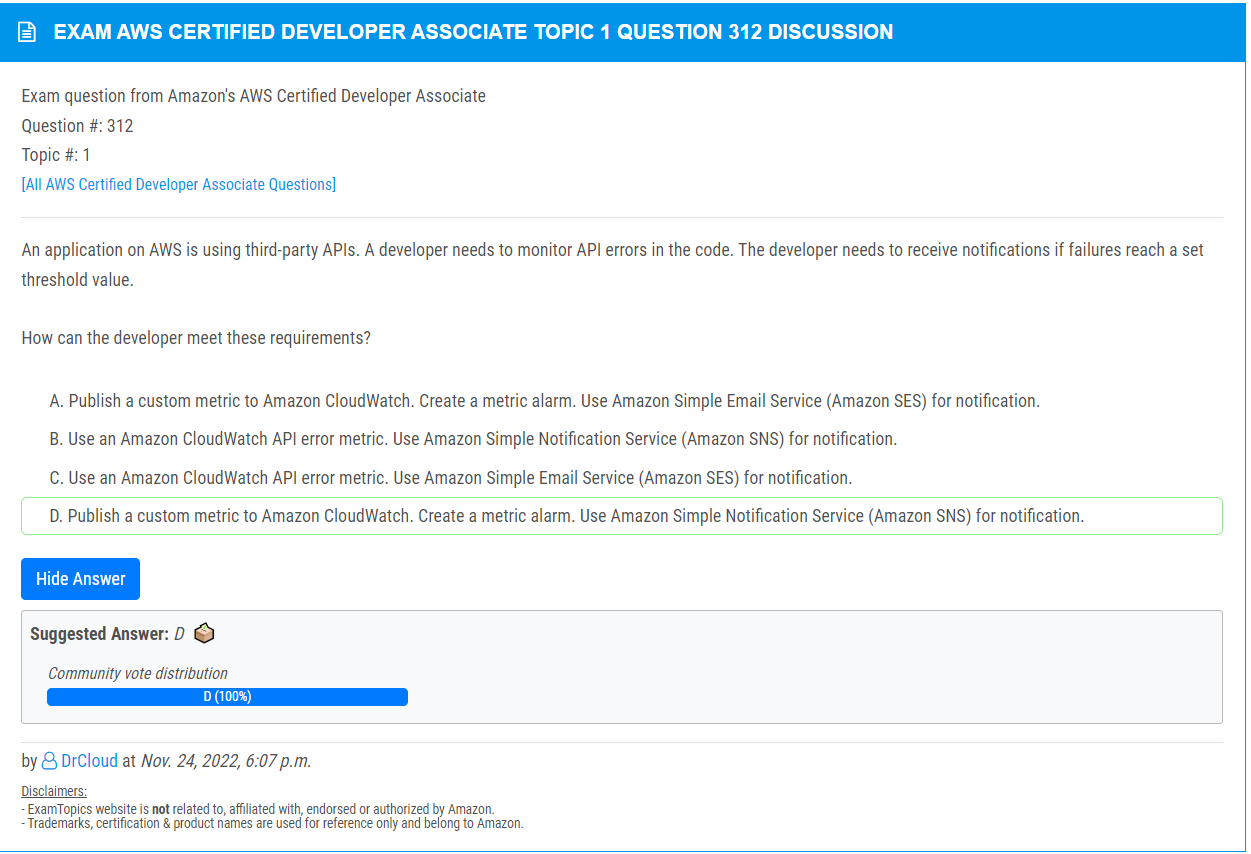 EXAM AWS CERTIFIED DEVELOPER ASSOCIATE TOPIC 1 QUESTION 312 DISCUSSION
Exam question from Amazon's AWS Certified Developer Associate
Question #: 312
Topic #: 1
[All AWS Certified Developer Associate Questions]
An application on AWS is using third-party APIs. A developer needs to monitor API errors in the code. The developer needs to receive notifications if failures reach a set
threshold value.
How can the developer meet these requirements?
A. Publish a custom metric to Amazon CloudWatch. Create a metric alarm. Use Amazon Simple Email Service (Amazon SES) for notification.
B. Use an Amazon CloudWatch API error metric. Use Amazon Simple Notification Service (Amazon SNS) for notification.
C. Use an Amazon CloudWatch API error metric. Use Amazon Simple Email Service (Amazon SES) for notification.
D. Publish a custom metric to Amazon CloudWatch. Create a metric alarm. Use Amazon Simple Notification Service (Amazon SNS) for notification.
Hide Answer
Suggested Answer: D
Community vote distribution
D (100%)
by DrCloud at Nov. 24, 2022, 6:07 p.m.
Disclaimers:
- ExamTopics website is not related to, affiliated with, endorsed or authorized by Amazon.
- Trademarks, certification & product names are used for reference only and belong to Amazon.